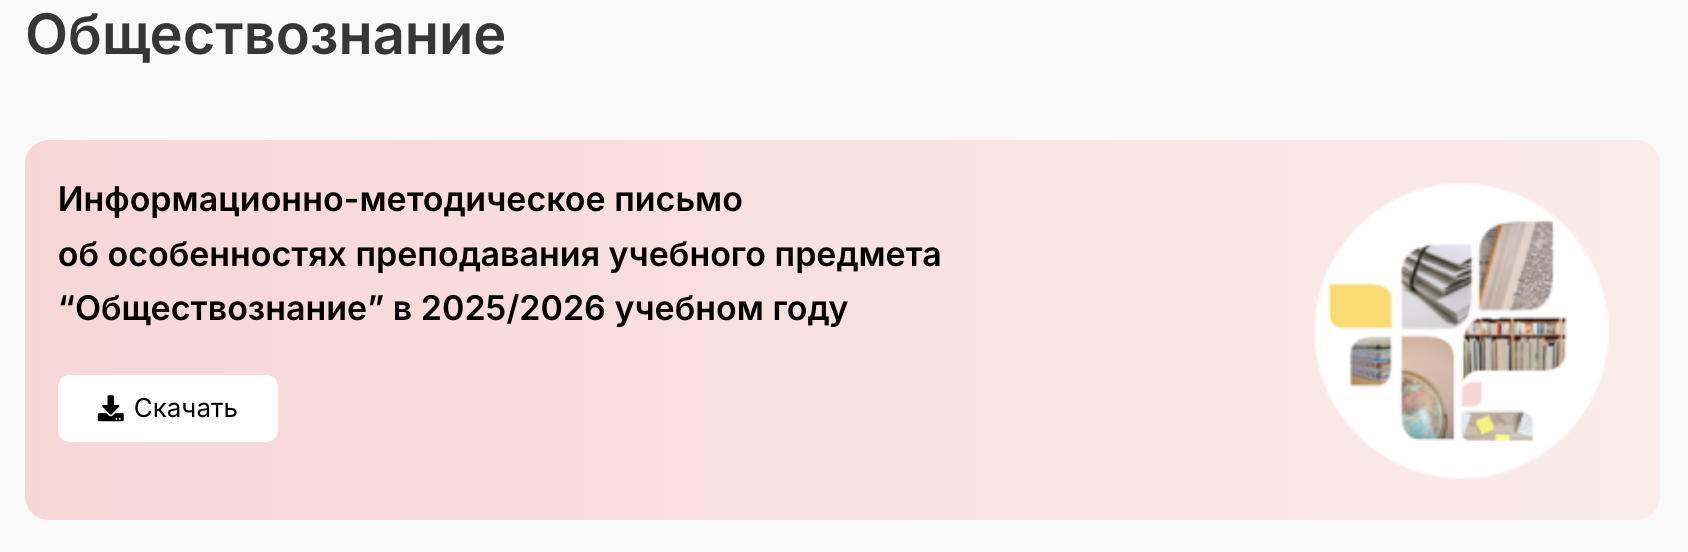 Обществознание
Информационно-методическое письмо
об особенностях преподавания учебного предмета
“Обществознание” в 2025/2026 учебном году
Скачать